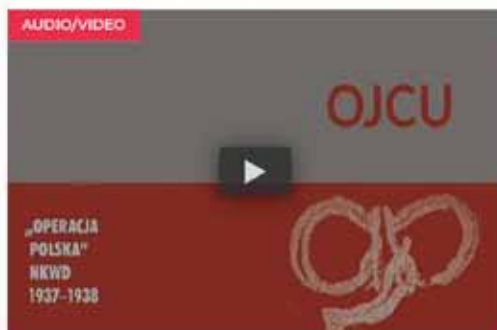 AUDIO/VIDEO
OJCU
„OPERACJA
POLSKA"
NKWD
1937–1938